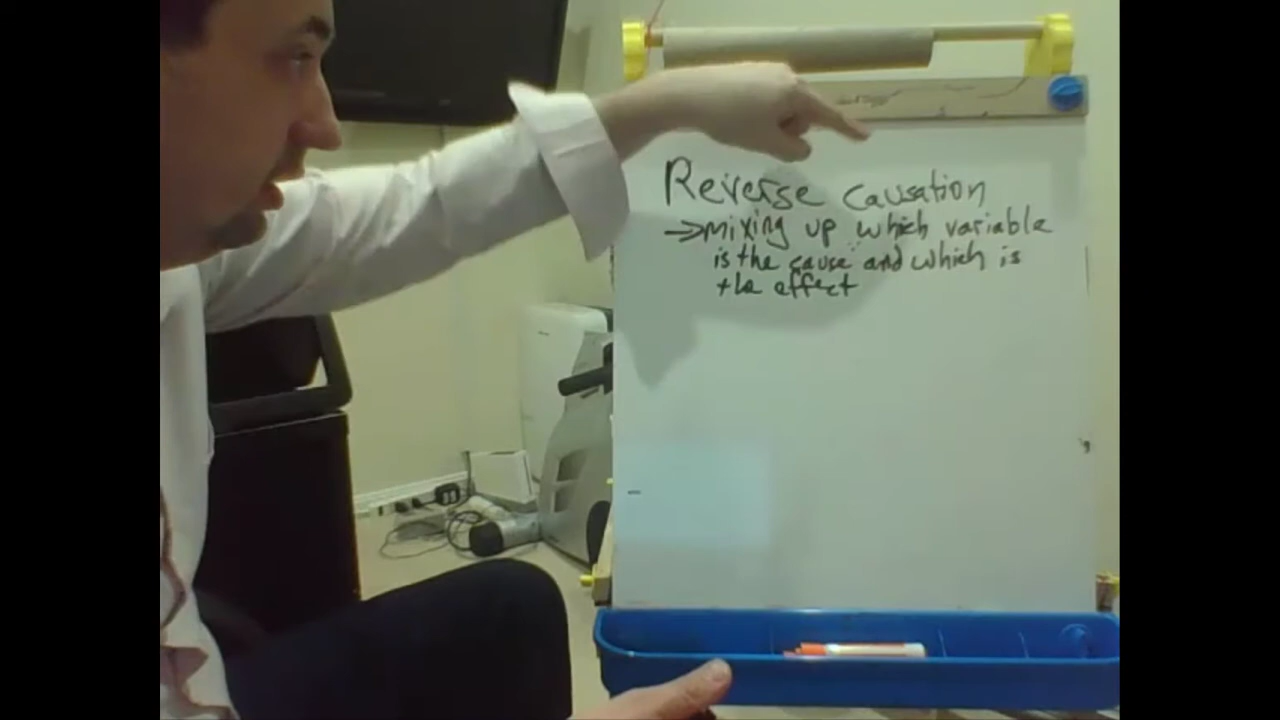 Reverse causation
→ mixing up which variable
is the "cause" and which is
the effect